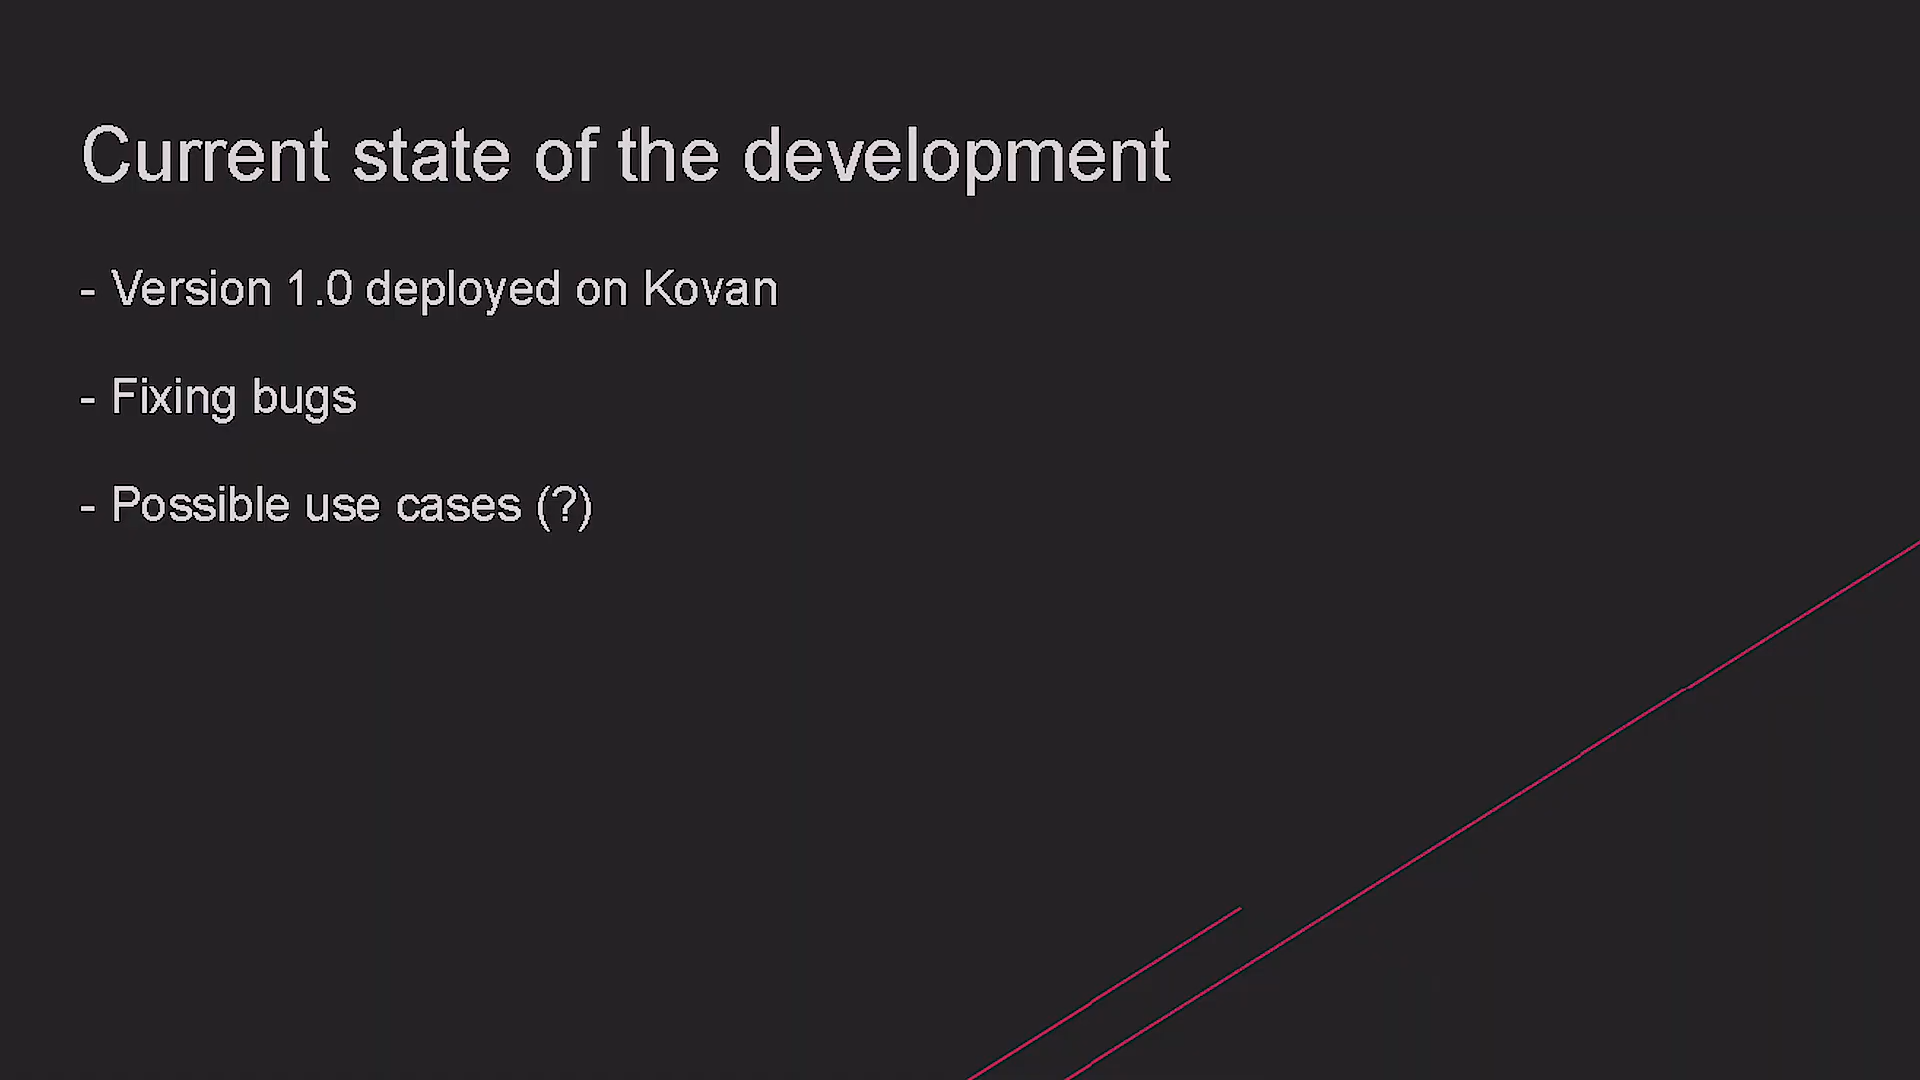 Current state of the development
- Version 1.0 deployed on Kovan
- Fixing bugs
- Possible use cases (?)